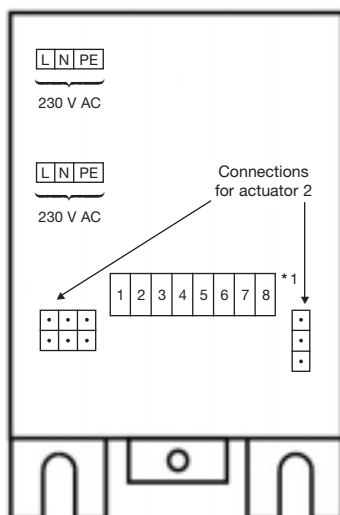 L N PE
230 V AC
L N PE
230 V AC
Connections
for actuator 2
* 1
1 2 3 4 5 6 7 8